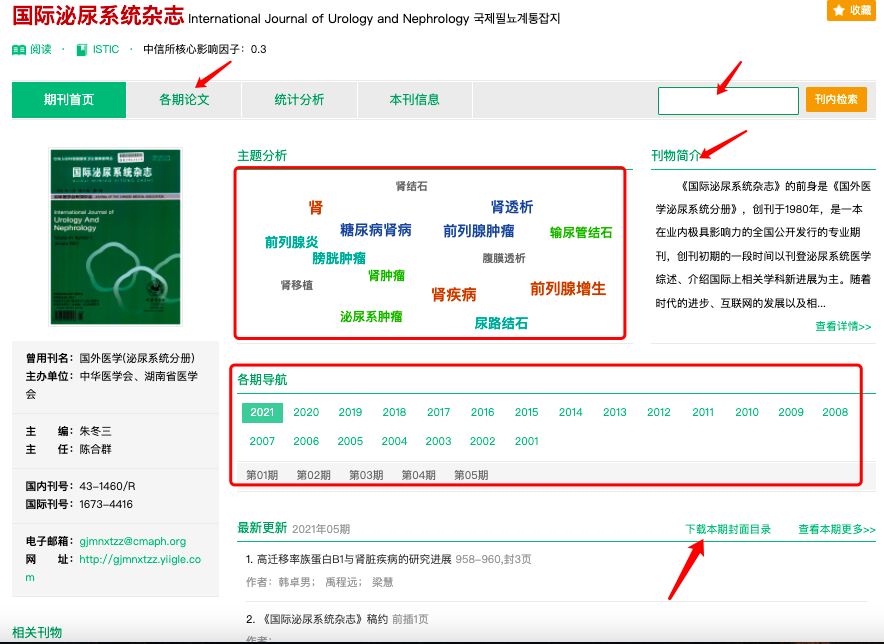 国际泌尿系统杂志 International Journal of Urology and Nephrology 국제필뇨계통잡지
收藏
阅读 · ISTIC · 中信所核心影响因子：0.3
期刊首页 各期论文 统计分析 本刊信息 刊内检索
国际泌尿系统杂志
International Journal of
Urology And
Nephrology
主题分析
肾结石
肾 肾透析
糖尿病肾病 前列腺肿瘤 输尿管结石
前列腺炎
膀胱肿瘤 腹膜透析
肾肿瘤
肾移植 肾疾病 前列腺增生
泌尿系肿瘤 尿路结石
刊物简介
《国际泌尿系统杂志》的前身是《国外医
学泌尿系统分册》，创刊于1980年，是一本
在业内极具影响力的全国公开发行的专业期
刊，创刊初期的一段时间以刊登泌尿系统医学
综述、介绍国际上相关学科新进展为主。随着
时代的进步、互联网的发展以及相...
查看详情>>
曾用刊名：国外医学(泌尿系统分册)
主办单位：中华医学会、湖南省医学
会
主 编：朱冬三
主 任：陈合群
国内刊号：43-1460/R
国际刊号：1673-4416
电子邮箱：gjmnxtzz@cmaph.org
网 址：http://gjmnxtzz.yiigle.co
m
相关刊物
各期导航
2021 2020 2019 2018 2017 2016 2015 2014 2013 2012 2011 2010 2009 2008
2007 2006 2005 2004 2003 2002 2001
第01期 第02期 第03期 第04期 第05期
最新更新 2021年05期 下载本期封面目录 查看本期更多>>
1. 高迁移率族蛋白B1与肾脏疾病的研究进展 958-960,封3页
作者：韩卓男； 禹程远； 梁慧
2. 《国际泌尿系统杂志》稿约 前插1页
作者：